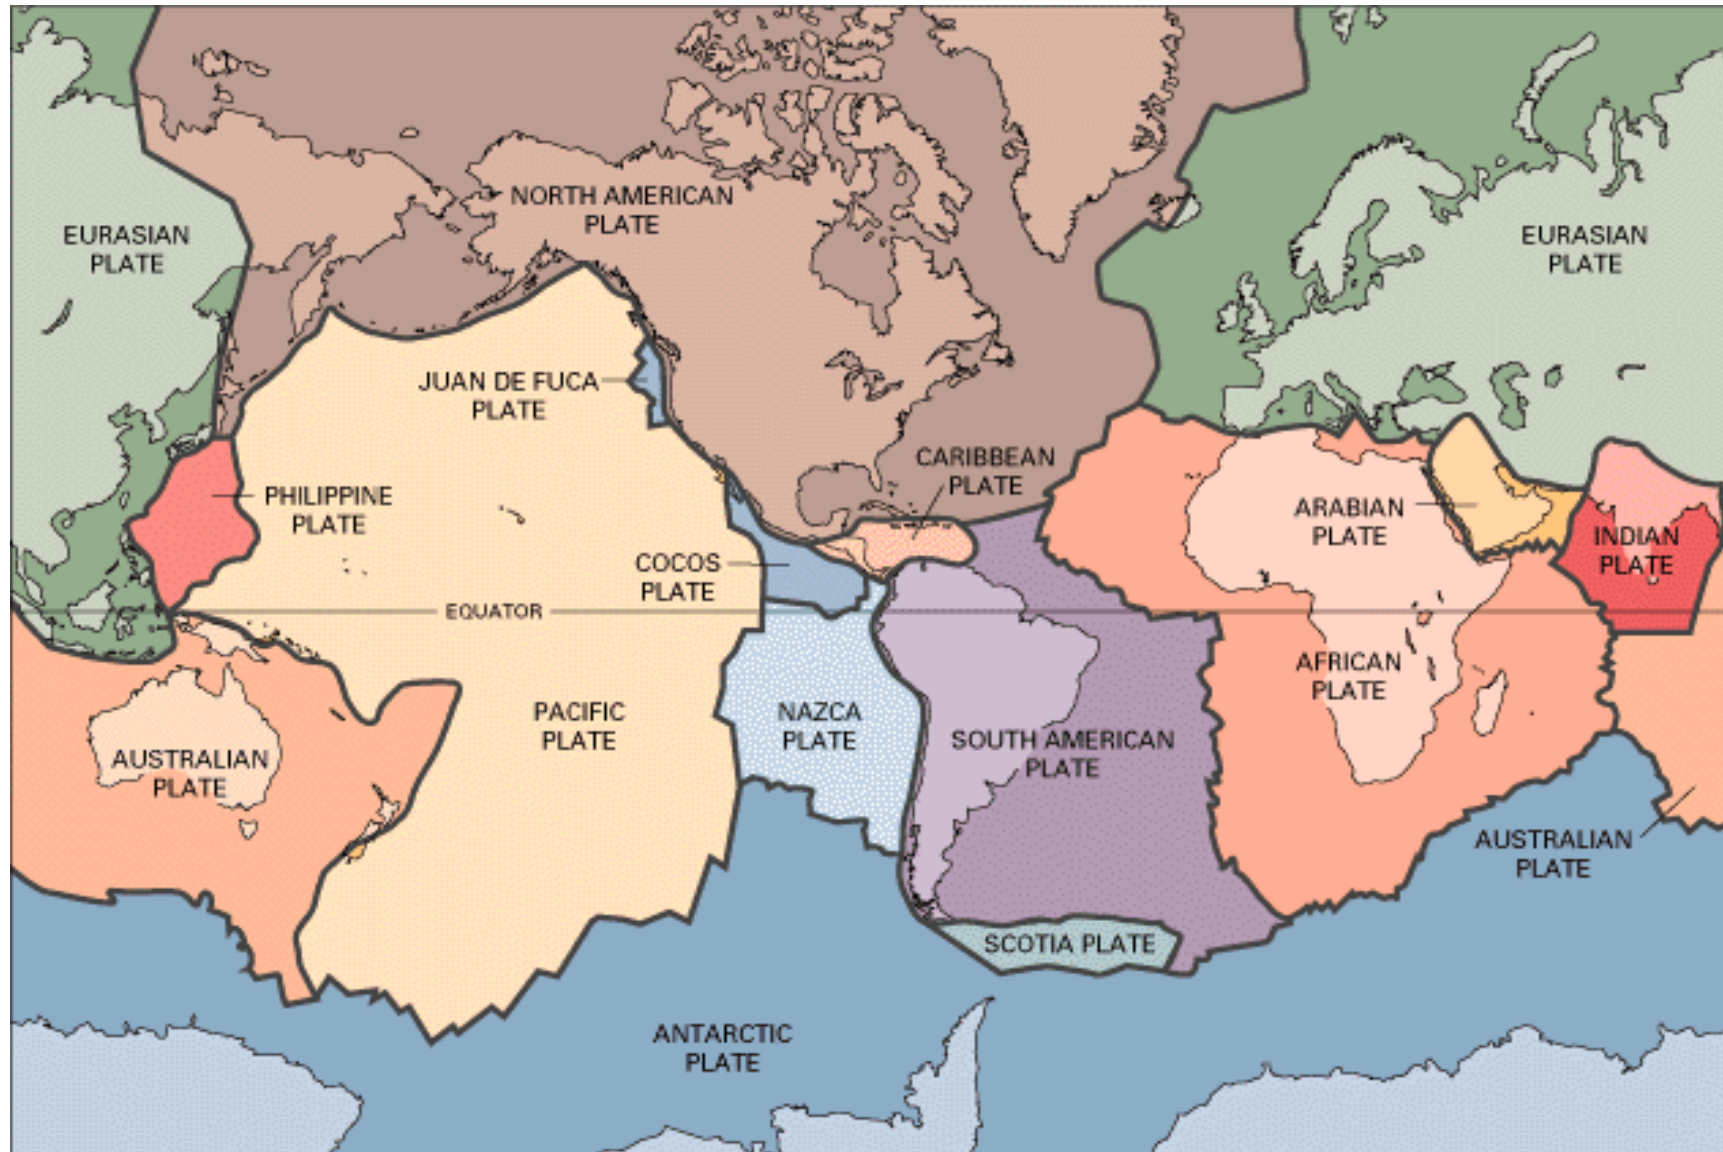 NORTH AMERICAN
PLATE
EURASIAN
PLATE
EURASIAN
PLATE
JUAN DE FUCA
PLATE
CARIBBEAN
PLATE
PHILIPPINE
PLATE
ARABIAN
PLATE
INDIAN
PLATE
COCOS
PLATE
EQUATOR
AFRICAN
PLATE
PACIFIC
PLATE
NAZCA
PLATE
SOUTH AMERICAN
PLATE
AUSTRALIAN
PLATE
AUSTRALIAN
PLATE
SCOTIA PLATE
ANTARCTIC
PLATE